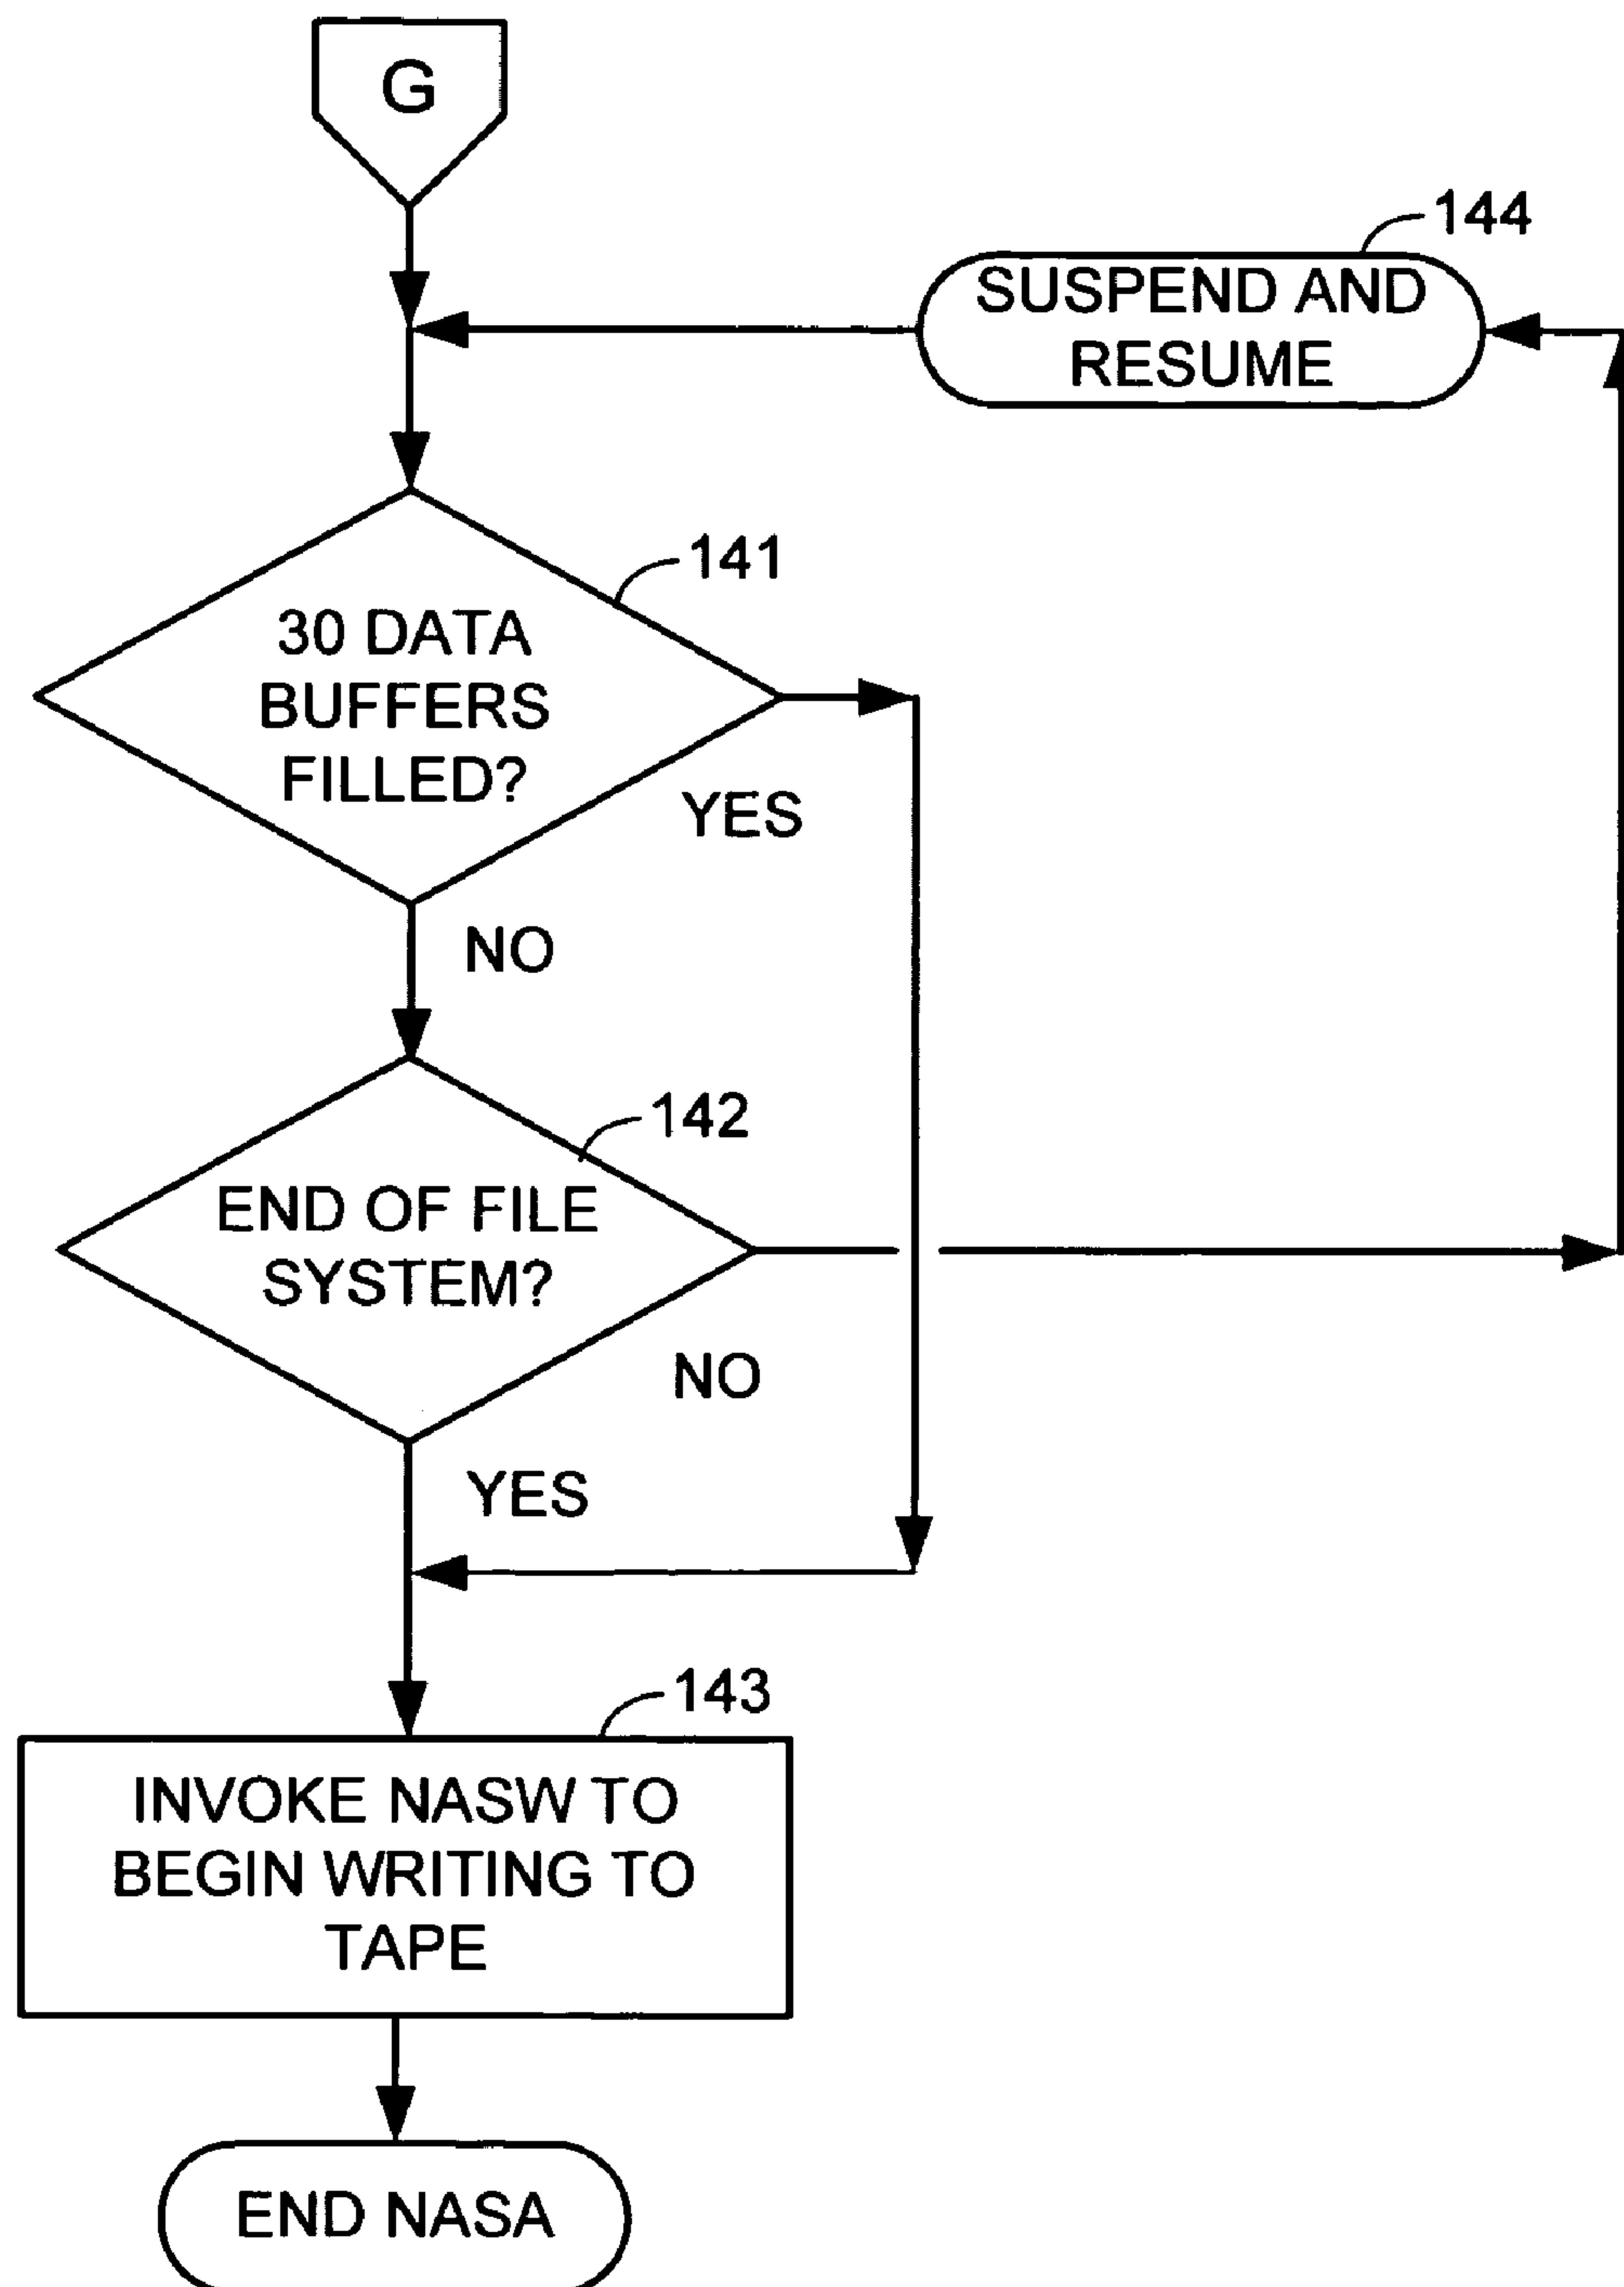 G
144
SUSPEND AND
RESUME
141
30 DATA
BUFFERS
FILLED?
YES
NO
142
END OF FILE
SYSTEM?
NO
YES
143
INVOKE NASW TO
BEGIN WRITING TO
TAPE
END NASA